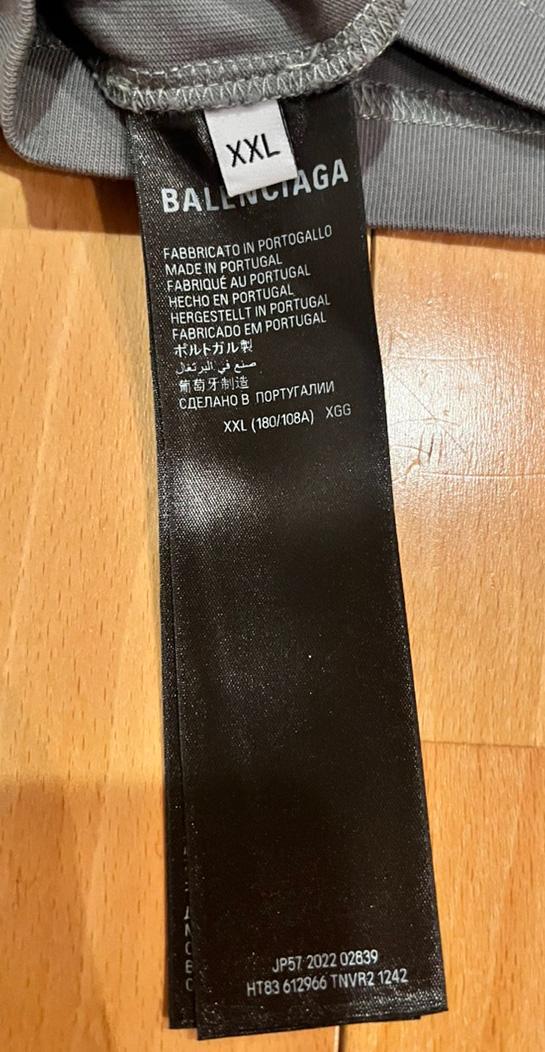 XXL
BALENCIAGA
FABBRICATO IN PORTOGALLO
MADE IN PORTUGAL
FABRIQUÉ AU PORTUGAL
HECHO EN PORTUGAL
HERGESTELLT IN PORTUGAL
FABRICADO EM PORTUGAL
ポルトガル製
صنع في البرتغال
葡萄牙制造
СДЕЛАНО В ПОРТУГАЛИИ
XXL (180/108A) XGG
JP57 2022 02839
HT83 612966 TNVR2 1242